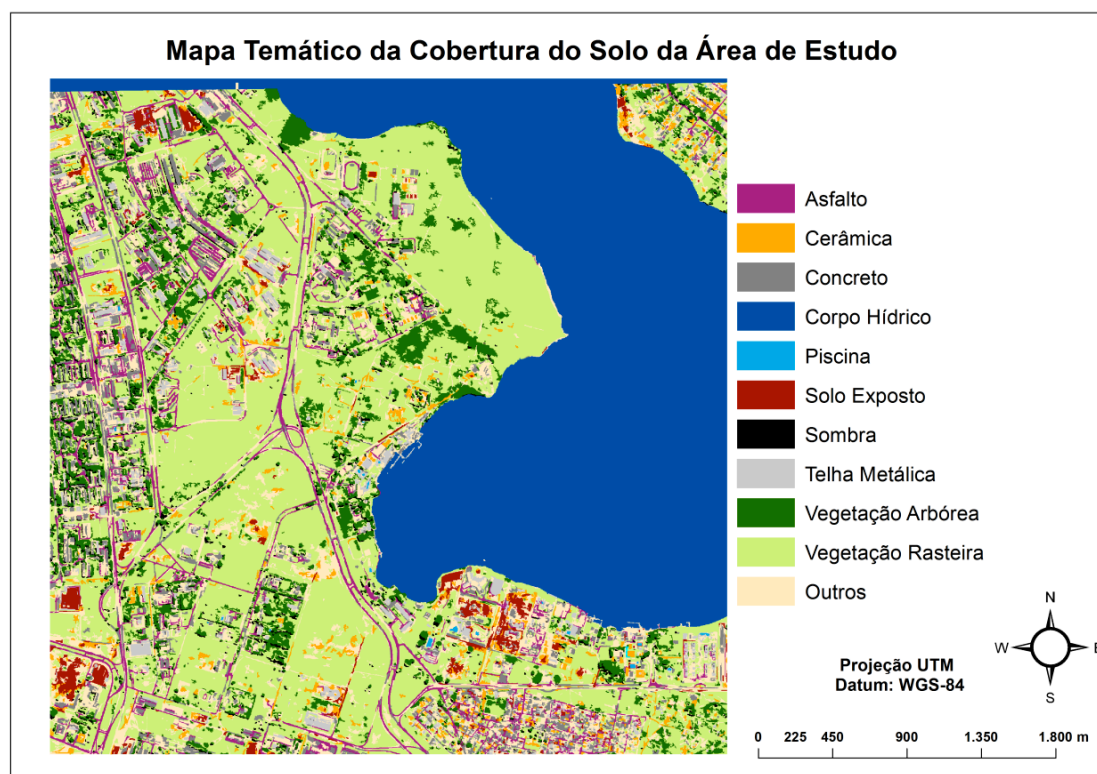 Mapa Temático da Cobertura do Solo da Área de Estudo
Asfalto
Cerâmica
Concreto
Corpo Hídrico
Piscina
Solo Exposto
Sombra
Telha Metálica
Vegetação Arbórea
Vegetação Rasteira
Outros
N
W E
S
Projeção UTM
Datum: WGS-84
0 225 450 900 1.350 1.800 m